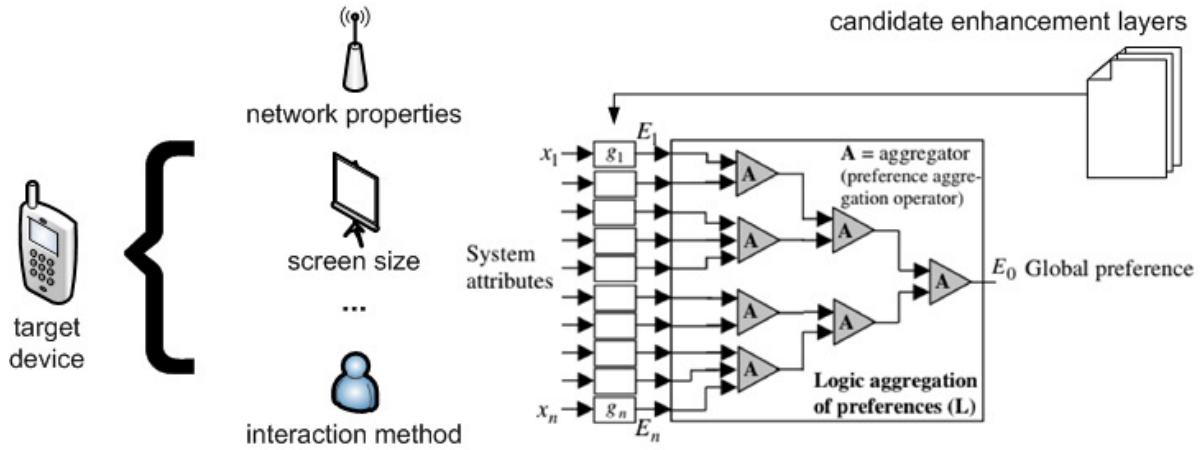 candidate enhancement layers
network properties
screen size
...
interaction method
target
device
System
attributes
x1
xn
g1
gn
E1
En
A = aggregator
(preference aggre-
gation operator)
A
A
A
A
A
A
A
E0 Global preference
Logic aggregation
of preferences (L)